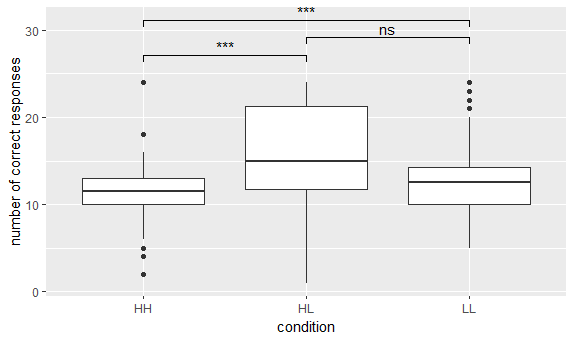 ***
ns
***
30
20
10
0
number of correct responses
HH HL LL
condition